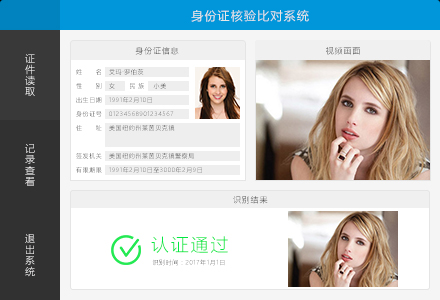 身份证核验比对系统
证件读取
记录查看
退出系统
身份证信息
姓 名 艾玛·罗伯茨
性 别 女 民 族 小美
出生日期 1991年2月10日
身份证号 01234568901234567
住 址 美国纽约州莱茵贝克镇
签发机关 美国纽约州莱茵贝克镇警察局
有限期限 1991年2月10日至3000年2月9日
视频画面
识别结果
认证通过
识别时间：2017年1月1日